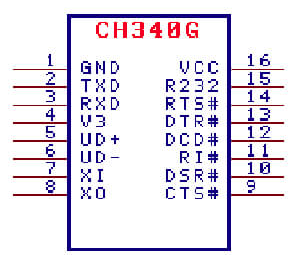 CH340G
1 GND VCC 16
2 TXD R232 15
3 RXD RTS# 14
4 V3 DTR# 13
5 UD+ DCD# 12
6 UD- RI# 11
7 XI DSR# 10
8 XO CTS# 9